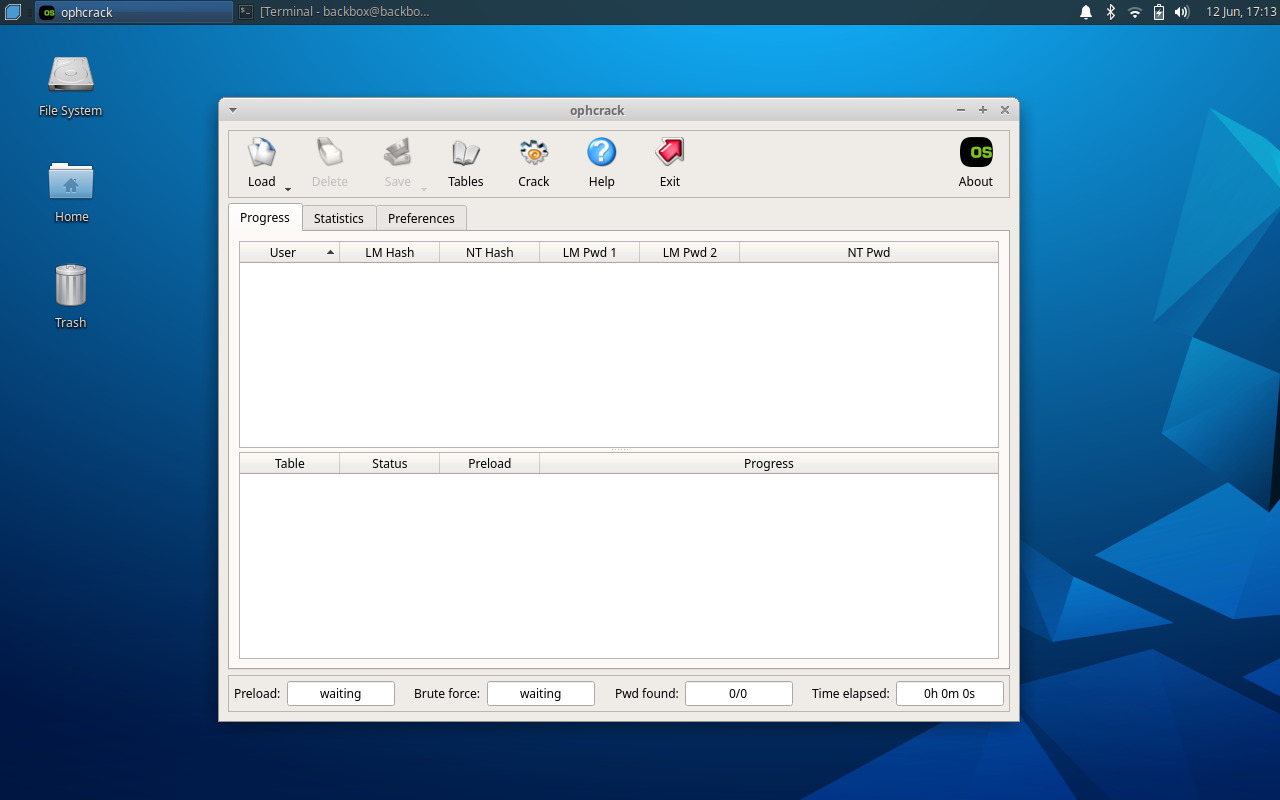 ophcrack
[Terminal - backbox@backbo...
12 Jun, 17:13
File System
Home
Trash
ophcrack
Load Delete Save Tables Crack Help Exit OS About
Progress Statistics Preferences
User LM Hash NT Hash LM Pwd 1 LM Pwd 2 NT Pwd
Table Status Preload Progress
Preload: waiting Brute force: waiting Pwd found: 0/0 Time elapsed: 0h 0m 0s